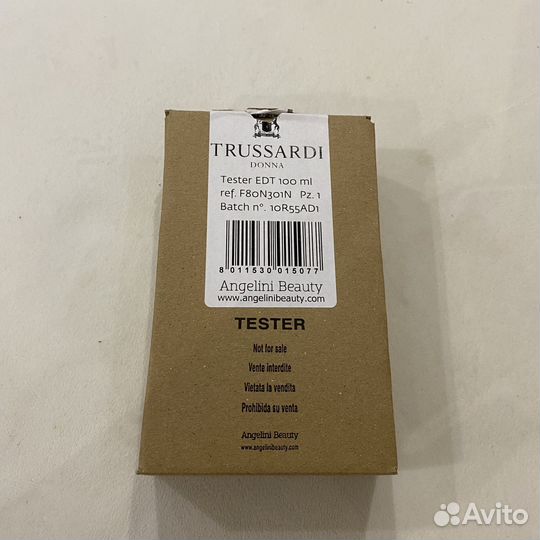 TRUSSARDI
DONNA
Tester EDT 100 ml
ref. F80N301N Pz. 1
Batch n°. 10R55AD1
8 011530 015077
Angelini Beauty
www.angelinibeauty.com
TESTER
Not for sale
Vente interdite
Vietata la vendita
Prohibida su venta
Angelini Beauty
www.angelinibeauty.com
Avito